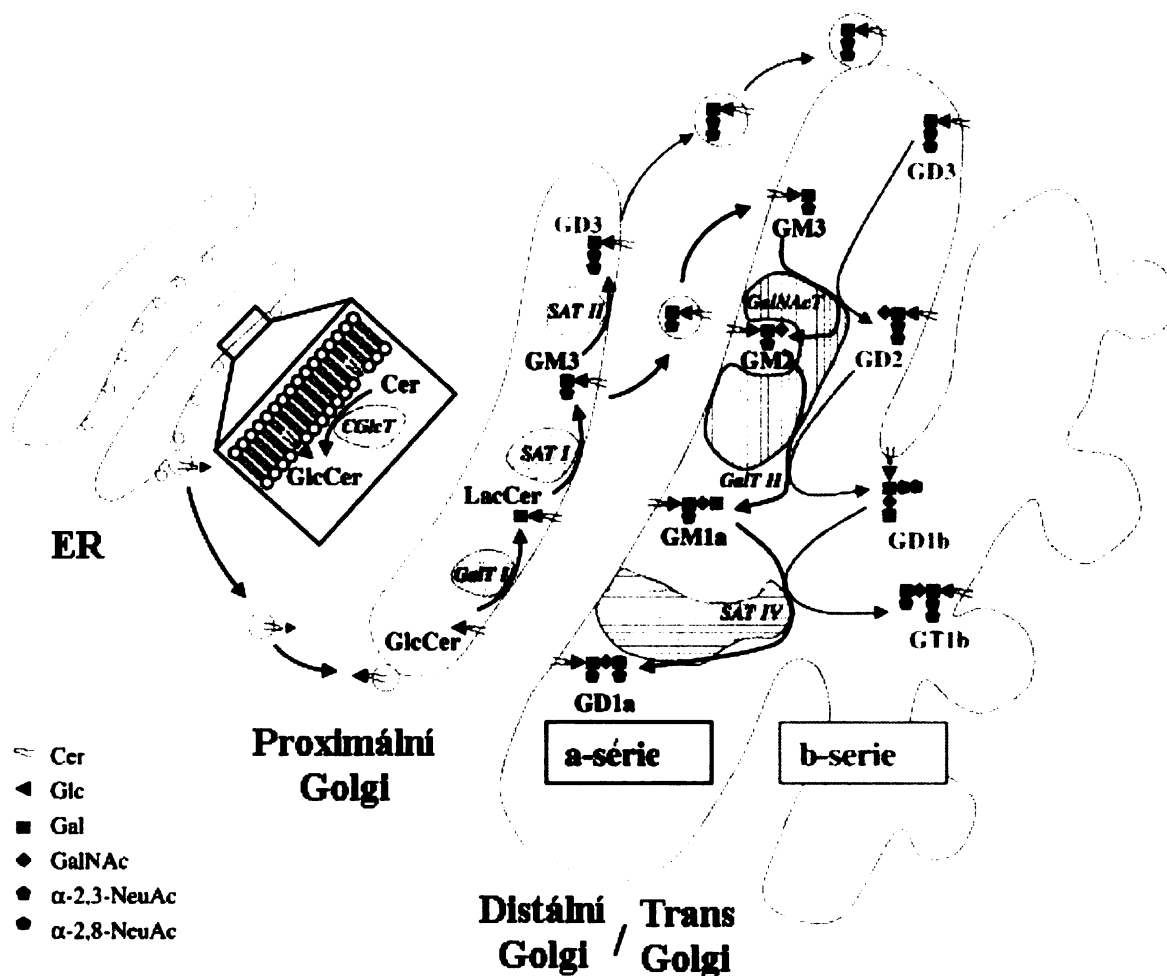 GD3
GM3
GD3
GalNAcT
SAT II
GM3
GM2
GD2
Cer
CGlcT
GlcCer
SAT I
GalT II
LacCer
ER
GM1a
GD1b
GalT I
SAT IV
GlcCer
GT1b
GD1a
Proximální
Golgi
a-série
b-serie
Cer
Glc
Gal
GalNAc
α-2,3-NeuAc
α-2,8-NeuAc
Distální / Trans
Golgi Golgi